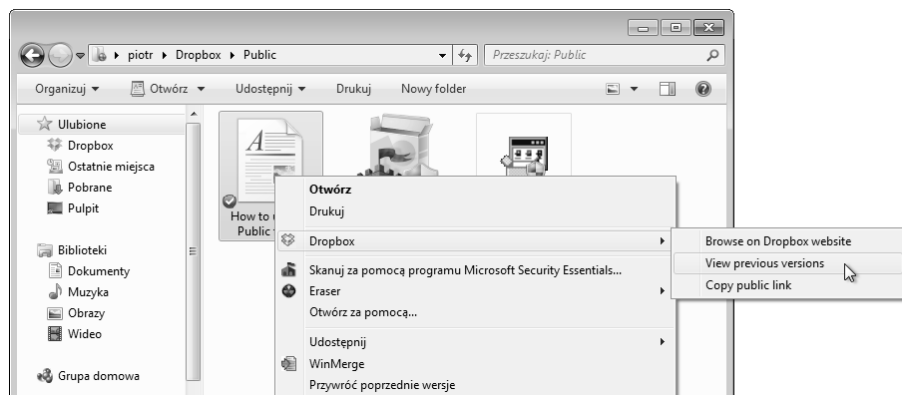 piotr Dropbox Public
Przeszukaj: Public
Organizuj Otwórz Udostępnij Drukuj Nowy folder
Ulubione
Dropbox
Ostatnie miejsca
Pobrane
Pulpit
Biblioteki
Dokumenty
Muzyka
Obrazy
Wideo
Grupa domowa
How to
Public
Otwórz
Drukuj
Dropbox
Skanuj za pomocą programu Microsoft Security Essentials...
Eraser
Otwórz za pomocą...
Udostępnij
WinMerge
Przywróć poprzednie wersje
Browse on Dropbox website
View previous versions
Copy public link